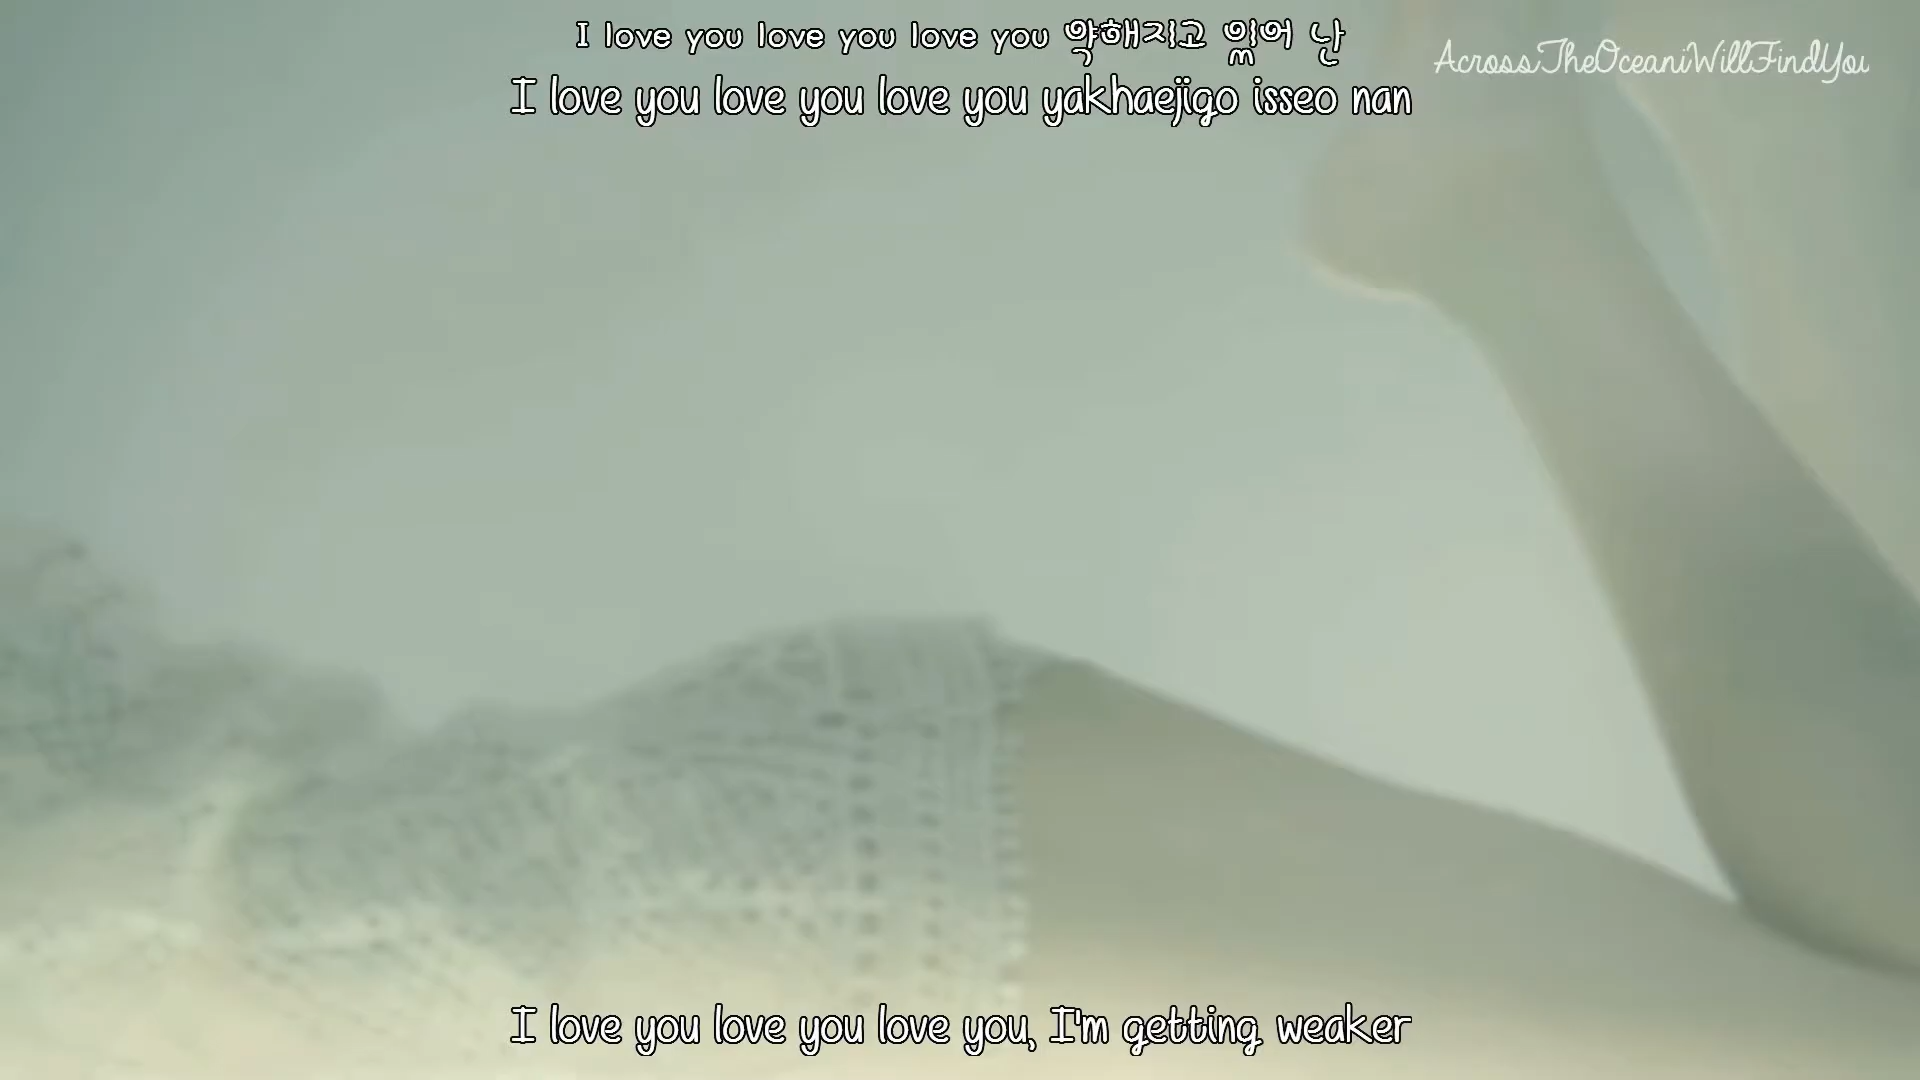 I love you love you love you 약해지고 있어 난
AcrossTheOceaniWillFindYou
I love you love you love you yakhaejigo isseo nan
I love you love you love you, I'm getting weaker